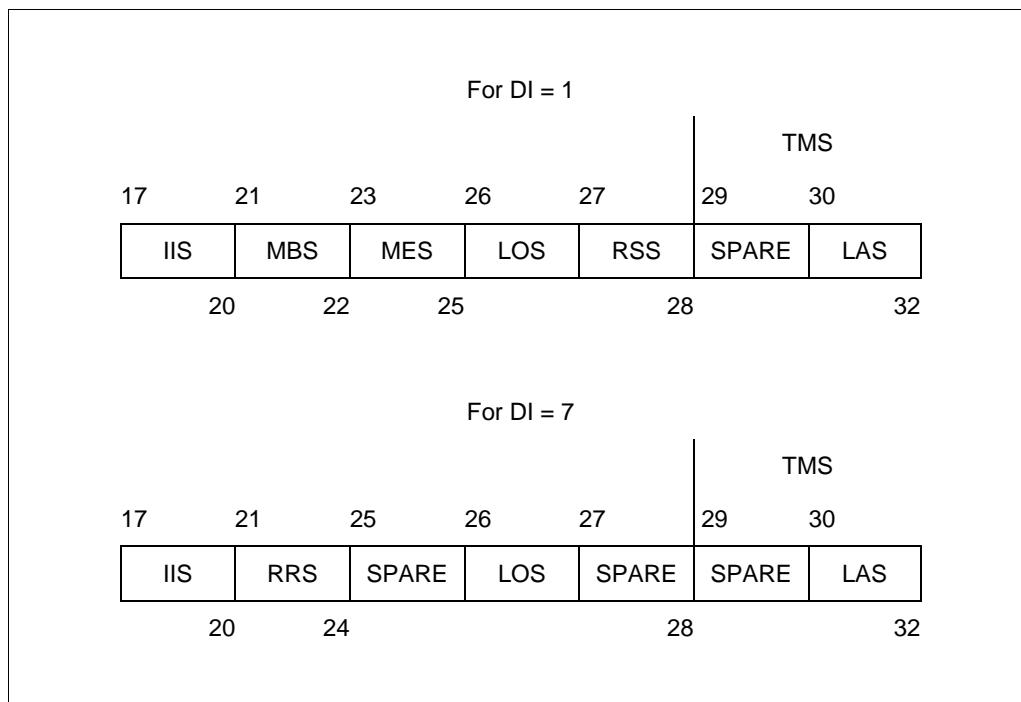 For DI = 1
TMS
17 21 23 26 27 29 30
IIS MBS MES LOS RSS SPARE LAS
20 22 25 28 32
For DI = 7
TMS
17 21 25 26 27 29 30
IIS RRS SPARE LOS SPARE SPARE LAS
20 24 28 32